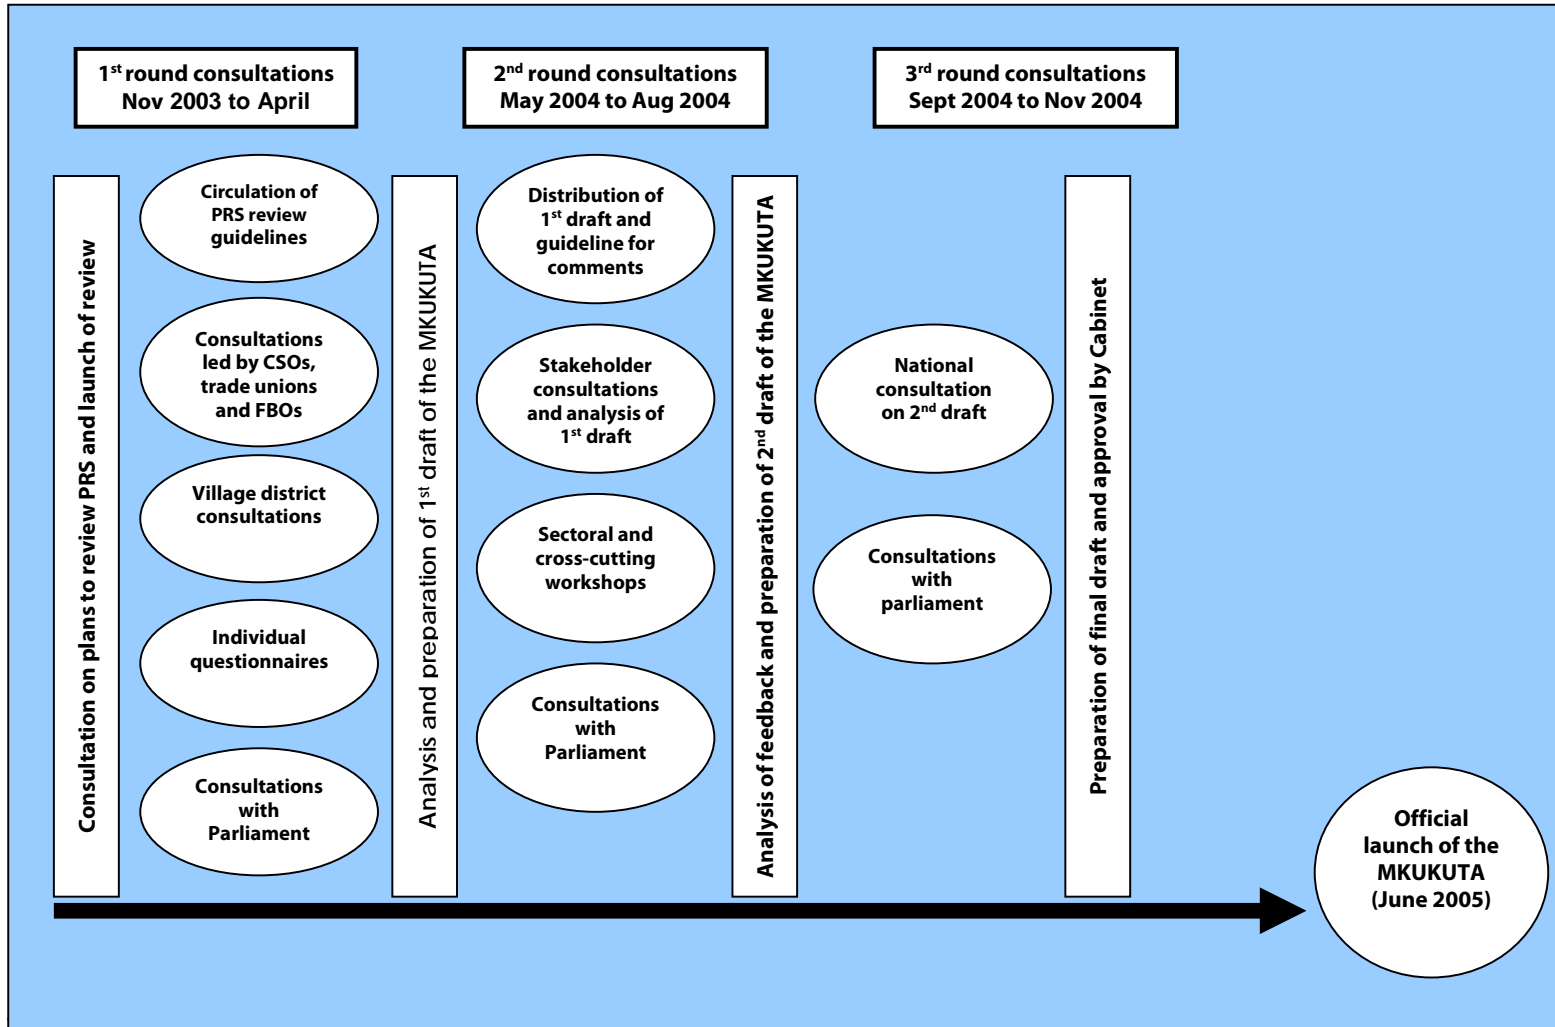 1st round consultations
Nov 2003 to April
2nd round consultations
May 2004 to Aug 2004
3rd round consultations
Sept 2004 to Nov 2004
Consultation on plans to review PRS and launch of review
Circulation of
PRS review
guidelines
Consultations
led by CSOs,
trade unions
and FBOs
Village district
consultations
Individual
questionnaires
Consultations
with
Parliament
Analysis and preparation of 1st draft of the MKUKUTA
Distribution of
1st draft and
guideline for
comments
Stakeholder
consultations
and analysis of
1st draft
Sectoral and
cross-cutting
workshops
Consultations
with
Parliament
Analysis of feedback and preparation of 2nd draft of the MKUKUTA
National
consultation
on 2nd draft
Consultations
with
parliament
Preparation of final draft and approval by Cabinet
Official
launch of the
MKUKUTA
(June 2005)